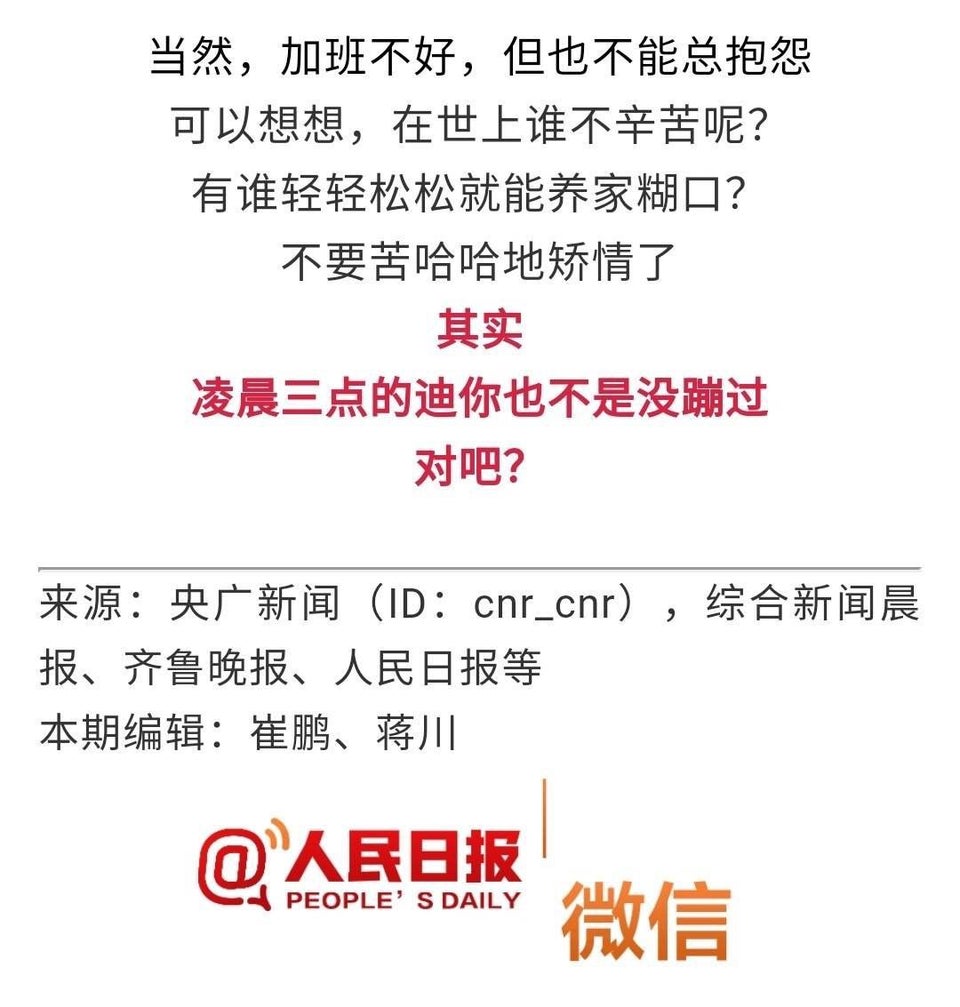 当然，加班不好，但也不能总抱怨
可以想想，在世上谁不辛苦呢？
有谁轻轻松松就能养家糊口？
不要苦哈哈地矫情了
其实
凌晨三点的迪你也不是没蹦过
对吧？
来源：央广新闻（ID：cnr_cnr），综合新闻晨
报、齐鲁晚报、人民日报等
本期编辑：崔鹏、蒋川
@人民日报
PEOPLE'S DAILY
微信